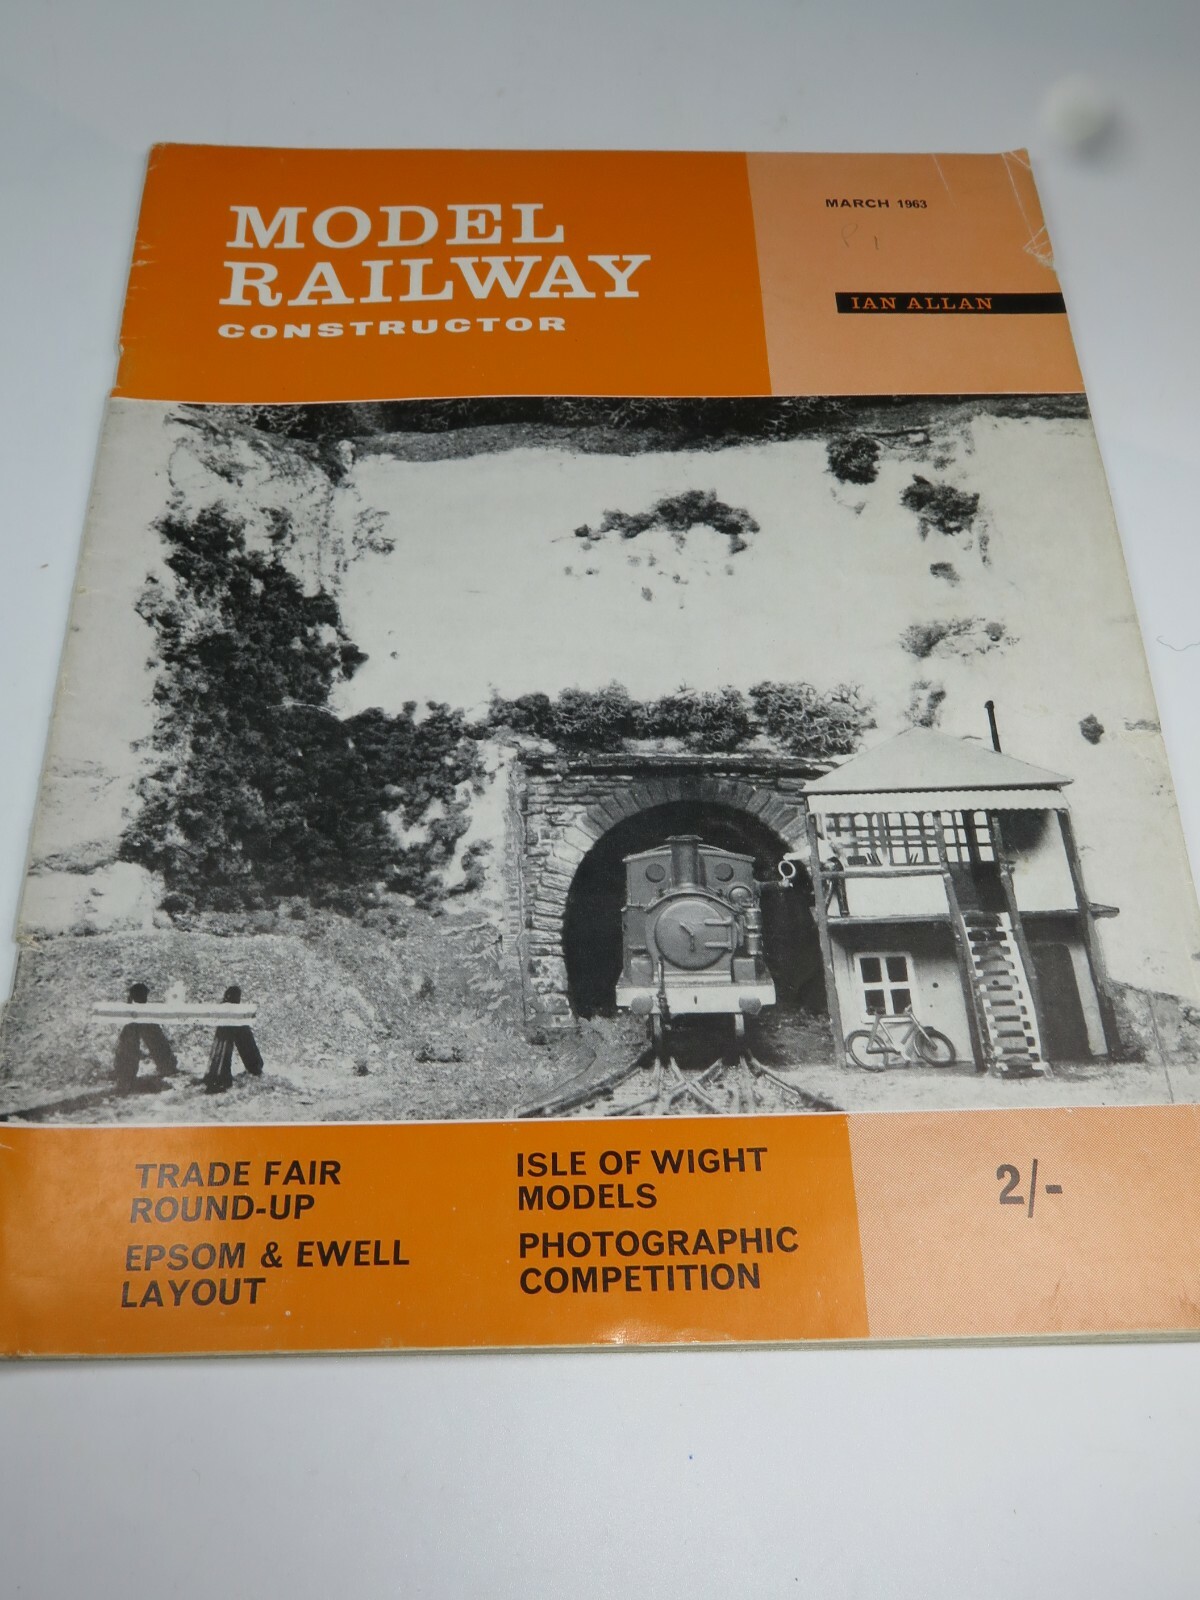 MODEL
RAILWAY
CONSTRUCTOR
MARCH 1963
P 1
IAN ALLAN
TRADE FAIR
ROUND-UP
EPSOM & EWELL
LAYOUT
ISLE OF WIGHT
MODELS
PHOTOGRAPHIC
COMPETITION
2/-